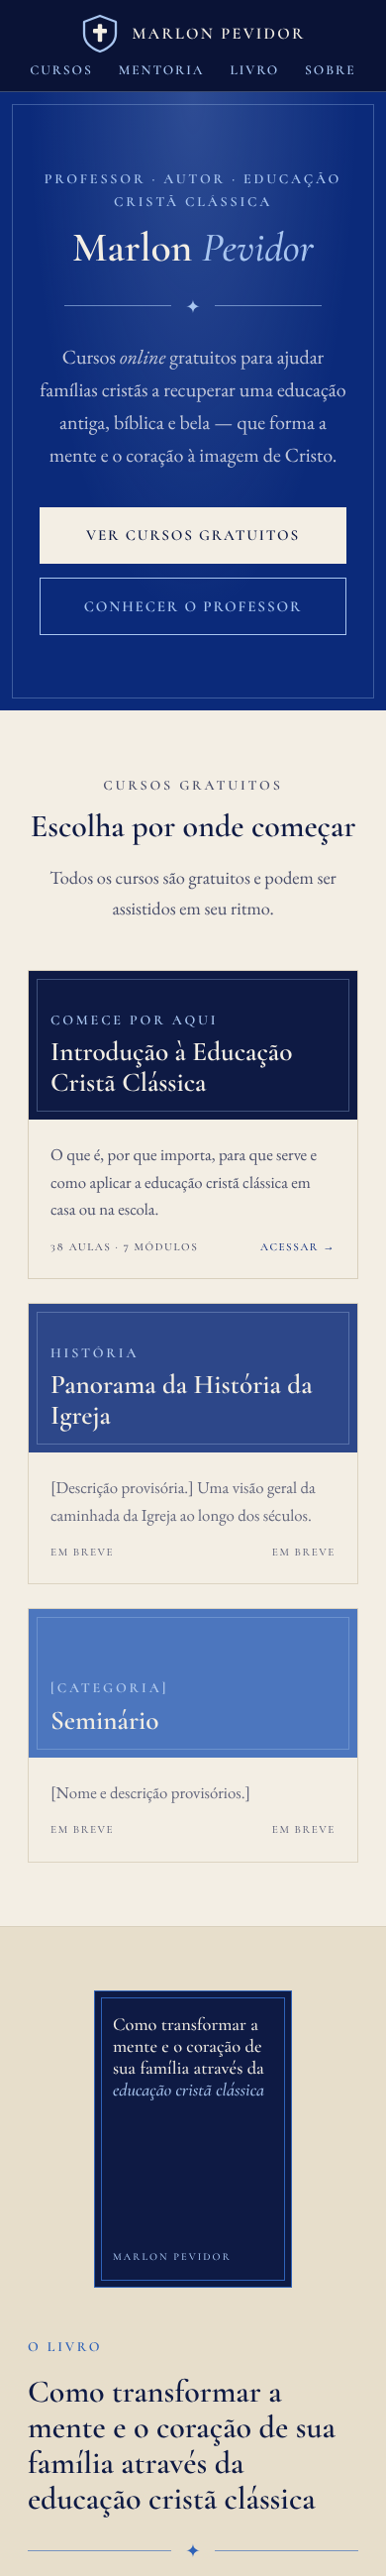 MARLON PEVIDOR
CURSOS MENTORIA LIVRO SOBRE
PROFESSOR · AUTOR · EDUCAÇÃO
CRISTÃ CLÁSSICA
Marlon Pevidor
Cursos online gratuitos para ajudar
famílias cristãs a recuperar uma educação
antiga, bíblica e bela — que forma a
mente e o coração à imagem de Cristo.
VER CURSOS GRATUITOS
CONHECER O PROFESSOR
CURSOS GRATUITOS
Escolha por onde começar
Todos os cursos são gratuitos e podem ser
assistidos em seu ritmo.
COMECE POR AQUI
Introdução à Educação
Cristã Clássica
O que é, por que importa, para que serve e
como aplicar a educação cristã clássica em
casa ou na escola.
38 AULAS · 7 MÓDULOS ACESSAR →
HISTÓRIA
Panorama da História da
Igreja
[Descrição provisória.] Uma visão geral da
caminhada da Igreja ao longo dos séculos.
EM BREVE EM BREVE
[CATEGORIA]
Seminário
[Nome e descrição provisórios.]
EM BREVE EM BREVE
Como transformar a
mente e o coração de
sua família através da
educação cristã clássica
MARLON PEVIDOR
O LIVRO
Como transformar a
mente e o coração de sua
família através da
educação cristã clássica